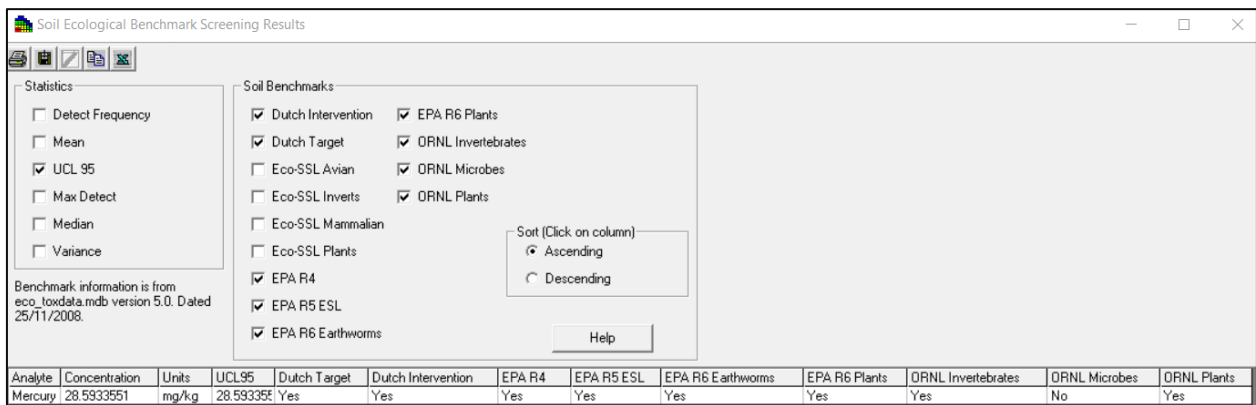 Soil Ecological Benchmark Screening Results
Statistics
Detect Frequency
Mean
UCL 95
Max Detect
Median
Variance
Benchmark information is from
eco_toxdata.mdb version 5.0. Dated
25/11/2008.
Soil Benchmarks
Dutch Intervention
Dutch Target
Eco-SSL Avian
Eco-SSL Inverts
Eco-SSL Mammalian
Eco-SSL Plants
EPA R4
EPA R5 ESL
EPA R6 Earthworms
EPA R6 Plants
ORNL Invertebrates
ORNL Microbes
ORNL Plants
Sort (Click on column)
Ascending
Descending
Help
Analyte Concentration Units UCL95 Dutch Target Dutch Intervention EPA R4 EPA R5 ESL EPA R6 Earthworms EPA R6 Plants ORNL Invertebrates ORNL Microbes ORNL Plants
Mercury 28.5933551 mg/kg 28.593355 Yes Yes Yes Yes Yes Yes Yes No Yes